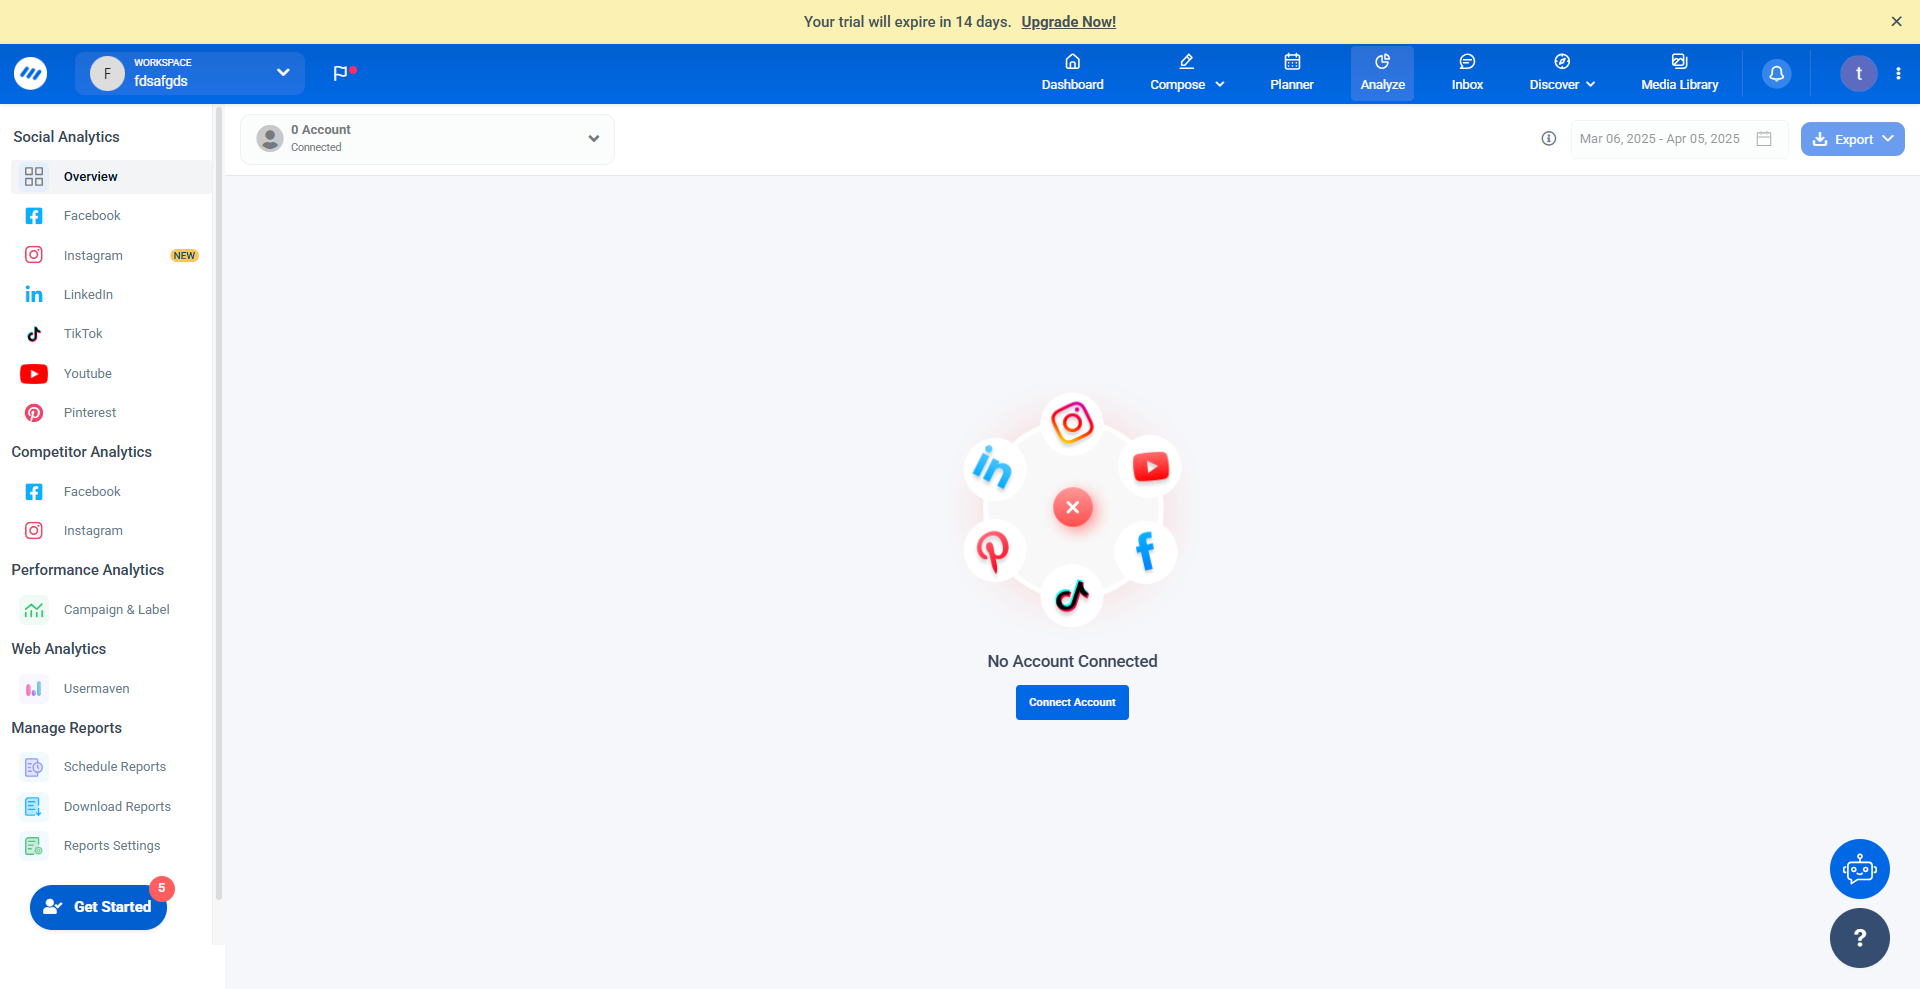 Your trial will expire in 14 days. Upgrade Now!
F
WORKSPACE
fdsafgds
Dashboard
Compose
Planner
Analyze
Inbox
Discover
Media Library
t
Social Analytics
Overview
Facebook
Instagram NEW
LinkedIn
TikTok
Youtube
Pinterest
Competitor Analytics
Facebook
Instagram
Performance Analytics
Campaign & Label
Web Analytics
Usermaven
Manage Reports
Schedule Reports
Download Reports
Reports Settings
Get Started 5
0 Account
Connected
Mar 06, 2025 - Apr 05, 2025
Export
No Account Connected
Connect Account
?